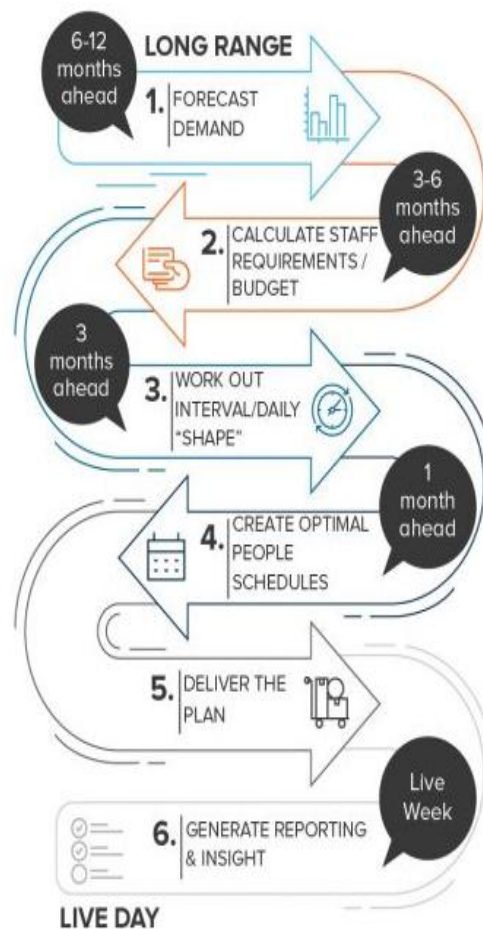 6-12
months
ahead
LONG RANGE
1. FORECAST
DEMAND
3-6
months
ahead
2. CALCULATE STAFF
REQUIREMENTS /
BUDGET
3
months
ahead
3. WORK OUT
INTERVAL/DAILY
“SHAPE”
1
month
ahead
4. CREATE OPTIMAL
PEOPLE
SCHEDULES
5. DELIVER THE
PLAN
Live
Week
6. GENERATE REPORTING
& INSIGHT
LIVE DAY